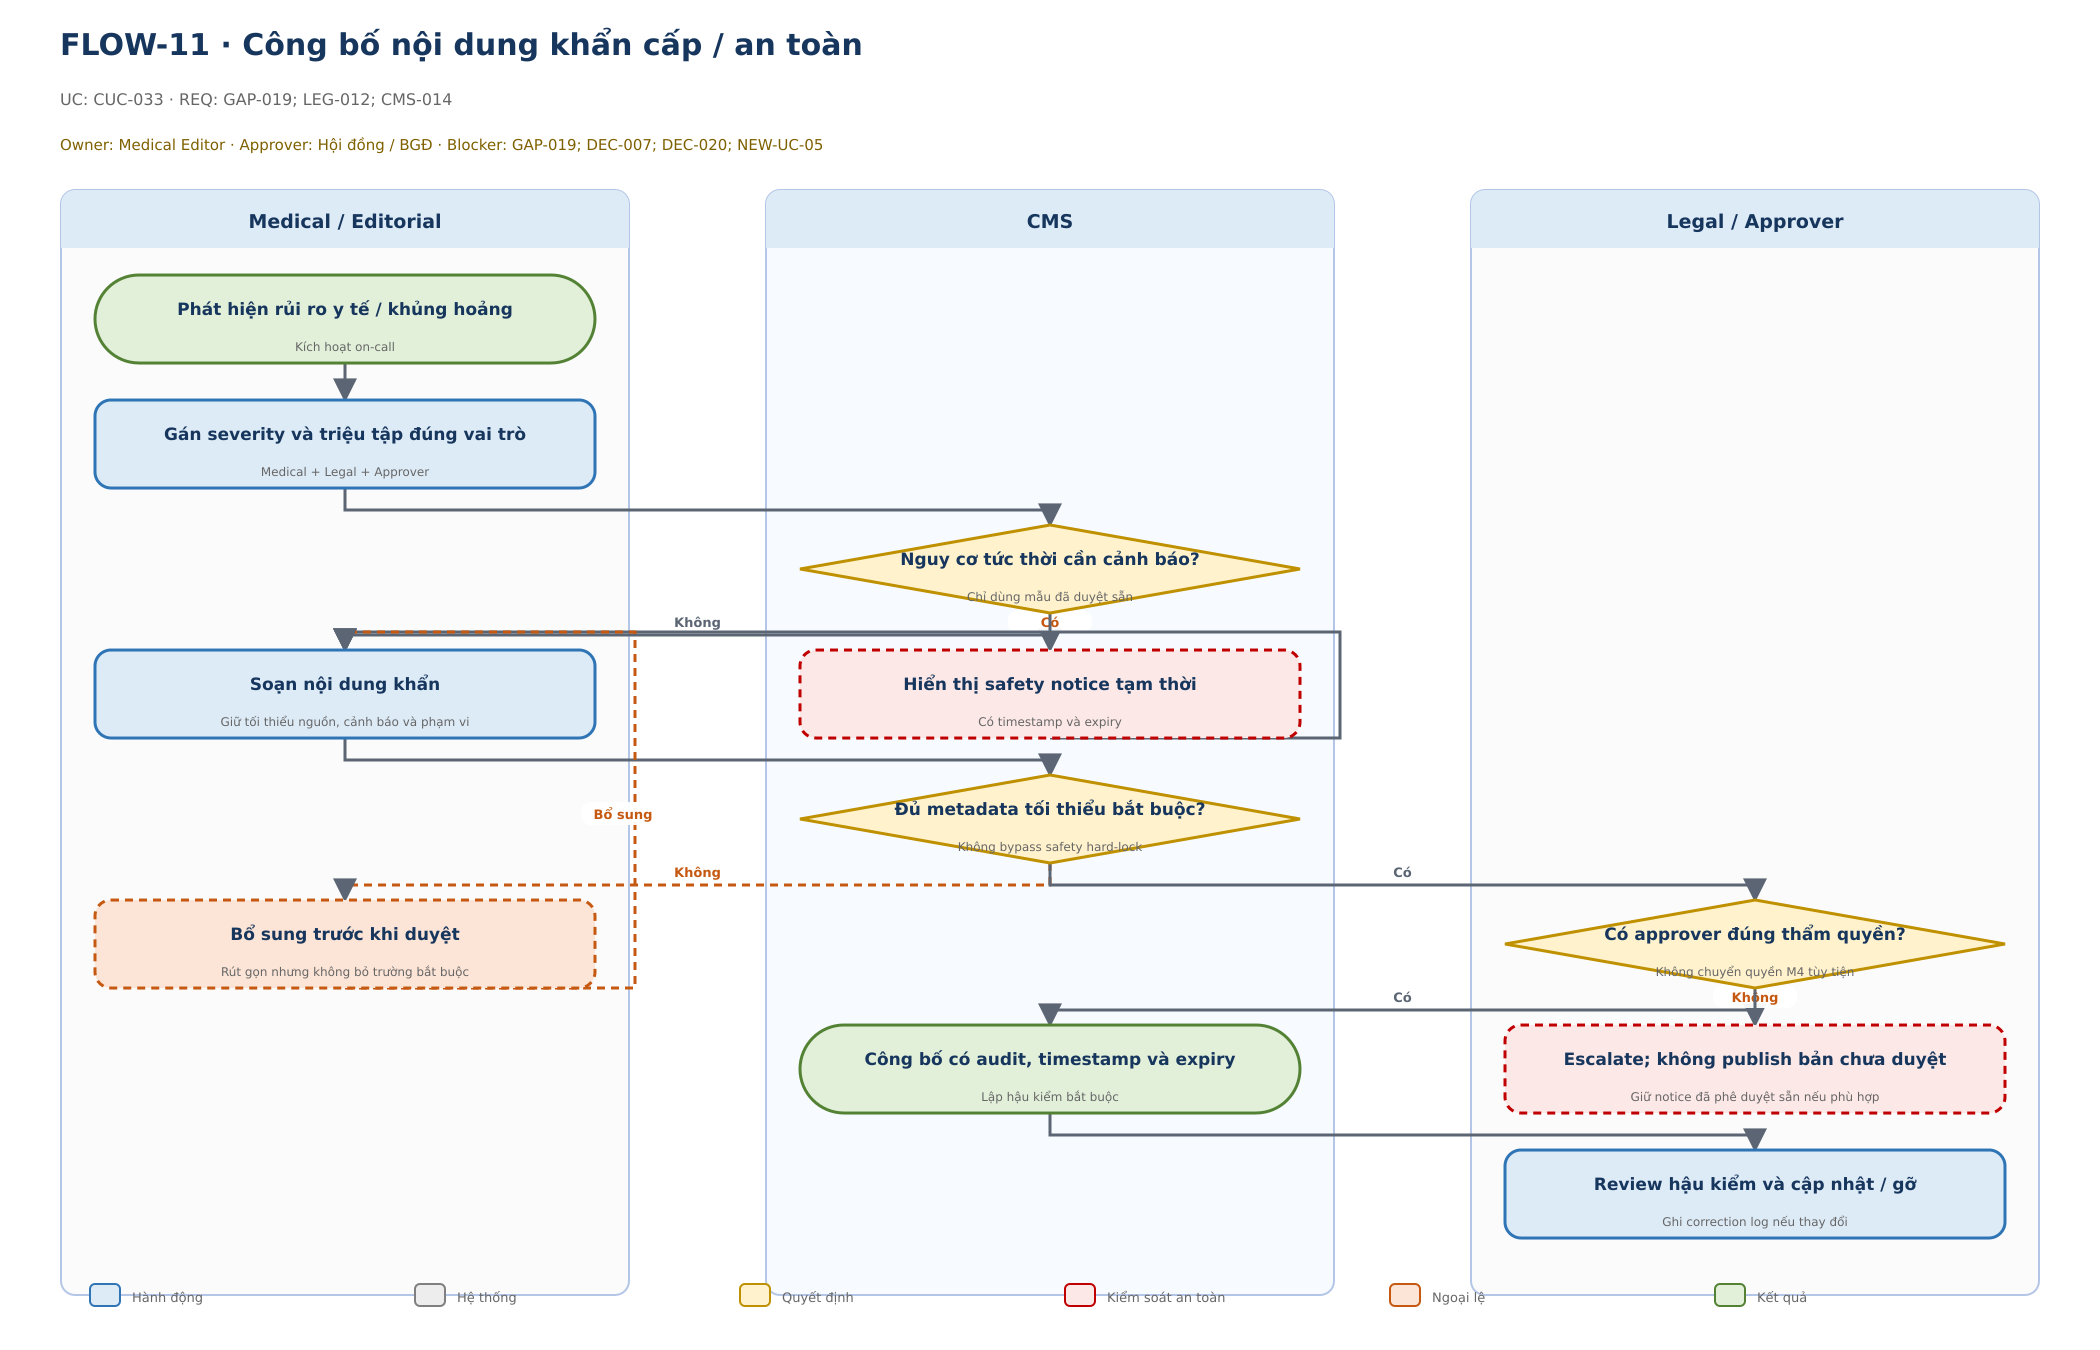 FLOW-11 · Công bố nội dung khẩn cấp / an toàn
UC: CUC-033 · REQ: GAP-019; LEG-012; CMS-014
Owner: Medical Editor · Approver: Hội đồng / BGĐ · Blocker: GAP-019; DEC-007; DEC-020; NEW-UC-05
Medical / Editorial
CMS
Legal / Approver
Phát hiện rủi ro y tế / khủng hoảng
Kích hoạt on-call
Gán severity và triệu tập đúng vai trò
Medical + Legal + Approver
Nguy cơ tức thời cần cảnh báo?
Chỉ dùng mẫu đã duyệt sẵn
Không
Có
Soạn nội dung khẩn
Giữ tối thiểu nguồn, cảnh báo và phạm vi
Hiển thị safety notice tạm thời
Có timestamp và expiry
Đủ metadata tối thiểu bắt buộc?
Không bypass safety hard-lock
Bổ sung
Không
Có
Bổ sung trước khi duyệt
Rút gọn nhưng không bỏ trường bắt buộc
Có approver đúng thẩm quyền?
Không chuyển quyền M4 tùy tiện
Có
Không
Công bố có audit, timestamp và expiry
Lập hậu kiểm bắt buộc
Escalate; không publish bản chưa duyệt
Giữ notice đã phê duyệt sẵn nếu phù hợp
Review hậu kiểm và cập nhật / gỡ
Ghi correction log nếu thay đổi
Hành động
Hệ thống
Quyết định
Kiểm soát an toàn
Ngoại lệ
Kết quả